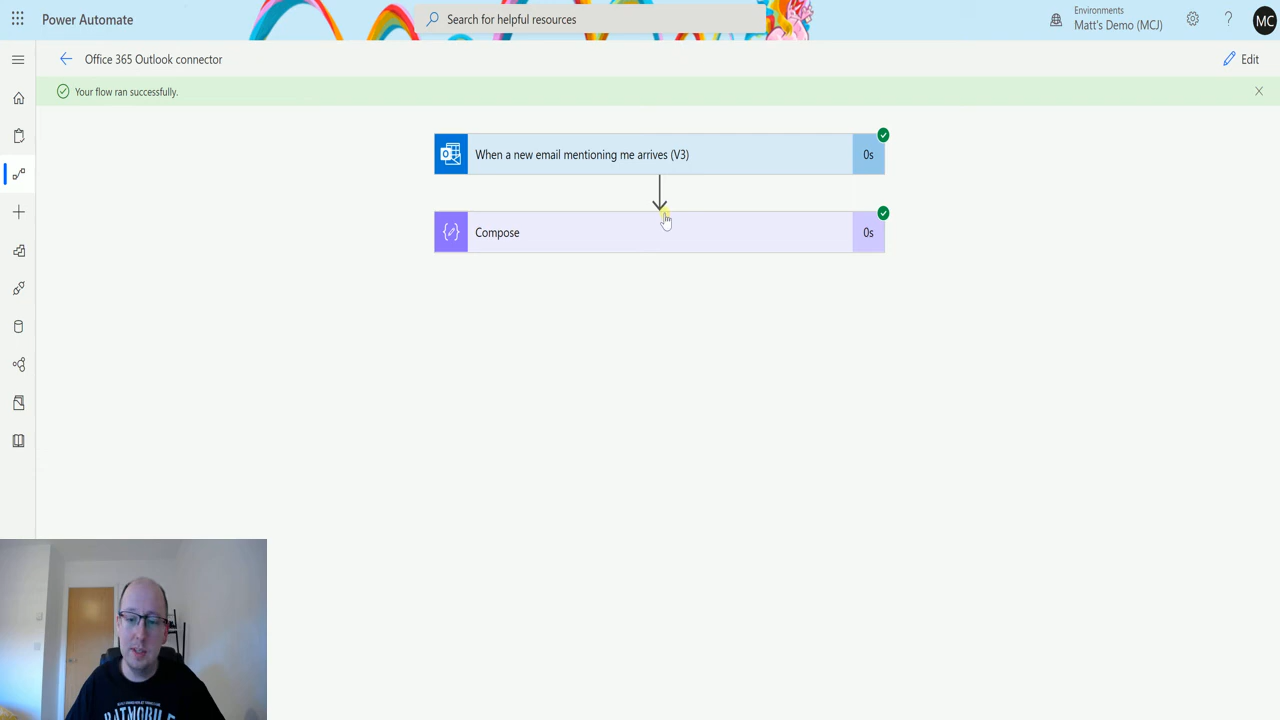 Power Automate
Search for helpful resources
Environments
Matt's Demo (MCJ)
MC
Office 365 Outlook connector
Edit
Your flow ran successfully.
When a new email mentioning me arrives (V3)
0s
Compose
0s
BATMOBILE